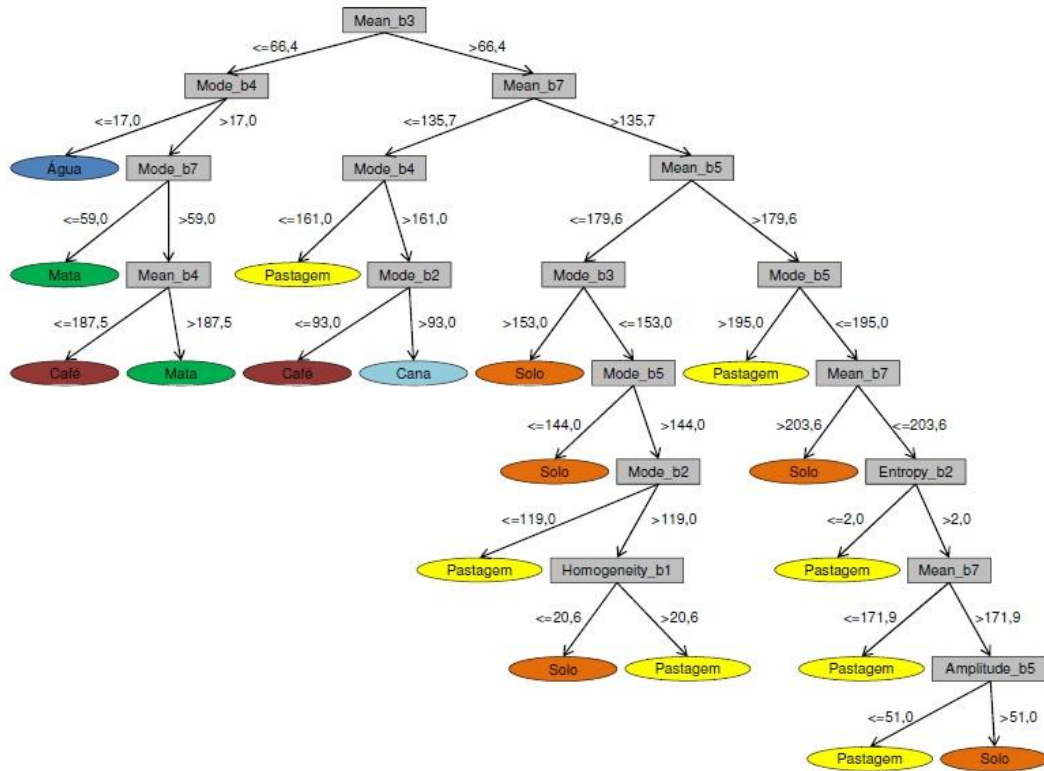 Mean_b3
<=66,4 >66,4
Mode_b4 Mean_b7
<=17,0 >17,0 <=135,7 >135,7
Água Mode_b7 Mode_b4 Mean_b5
<=59,0 >59,0 <=161,0 >161,0 <=179,6 >179,6
Mata Mean_b4 Pastagem Mode_b2 Mode_b3 Mode_b5
<=187,5 >187,5 <=93,0 >93,0 >153,0 <=153,0 >195,0 <=195,0
Café Mata Café Cana Solo Mode_b5 Pastagem Mean_b7
<=144,0 >144,0 >203,6 <=203,6
Solo Mode_b2 Solo Entropy_b2
<=119,0 >119,0 <=2,0 >2,0
Pastagem Homogeneity_b1 Pastagem Mean_b7
<=20,6 >20,6 <=171,9 >171,9
Solo Pastagem Pastagem Amplitude_b5
<=51,0 >51,0
Pastagem Solo